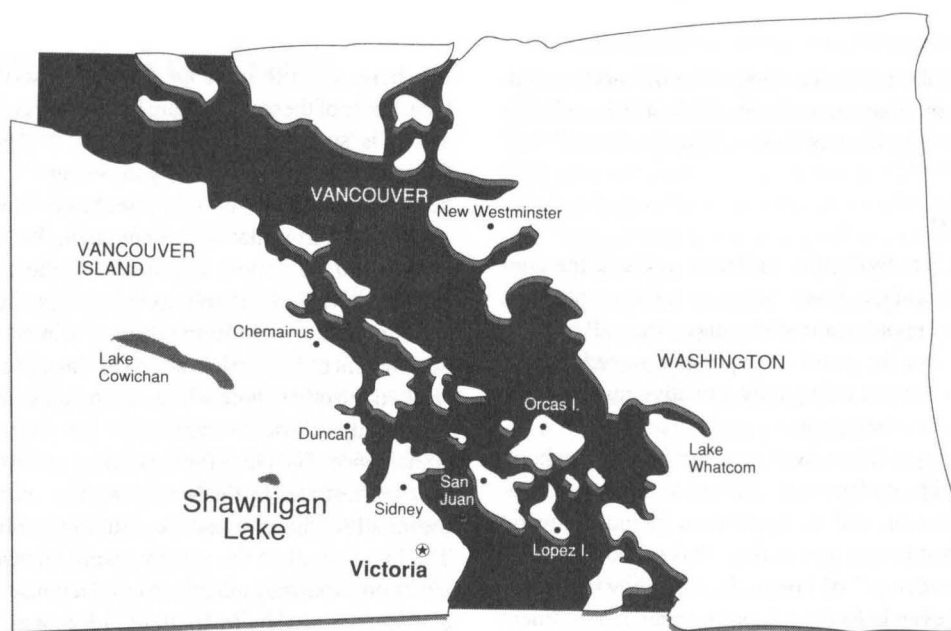 VANCOUVER
New Westminster
VANCOUVER
ISLAND
Chemainus
Lake
Cowichan
WASHINGTON
Orcas I.
Duncan
Lake
Whatcom
San
Juan
Shawnigan
Lake
Sidney
Lopez I.
Victoria